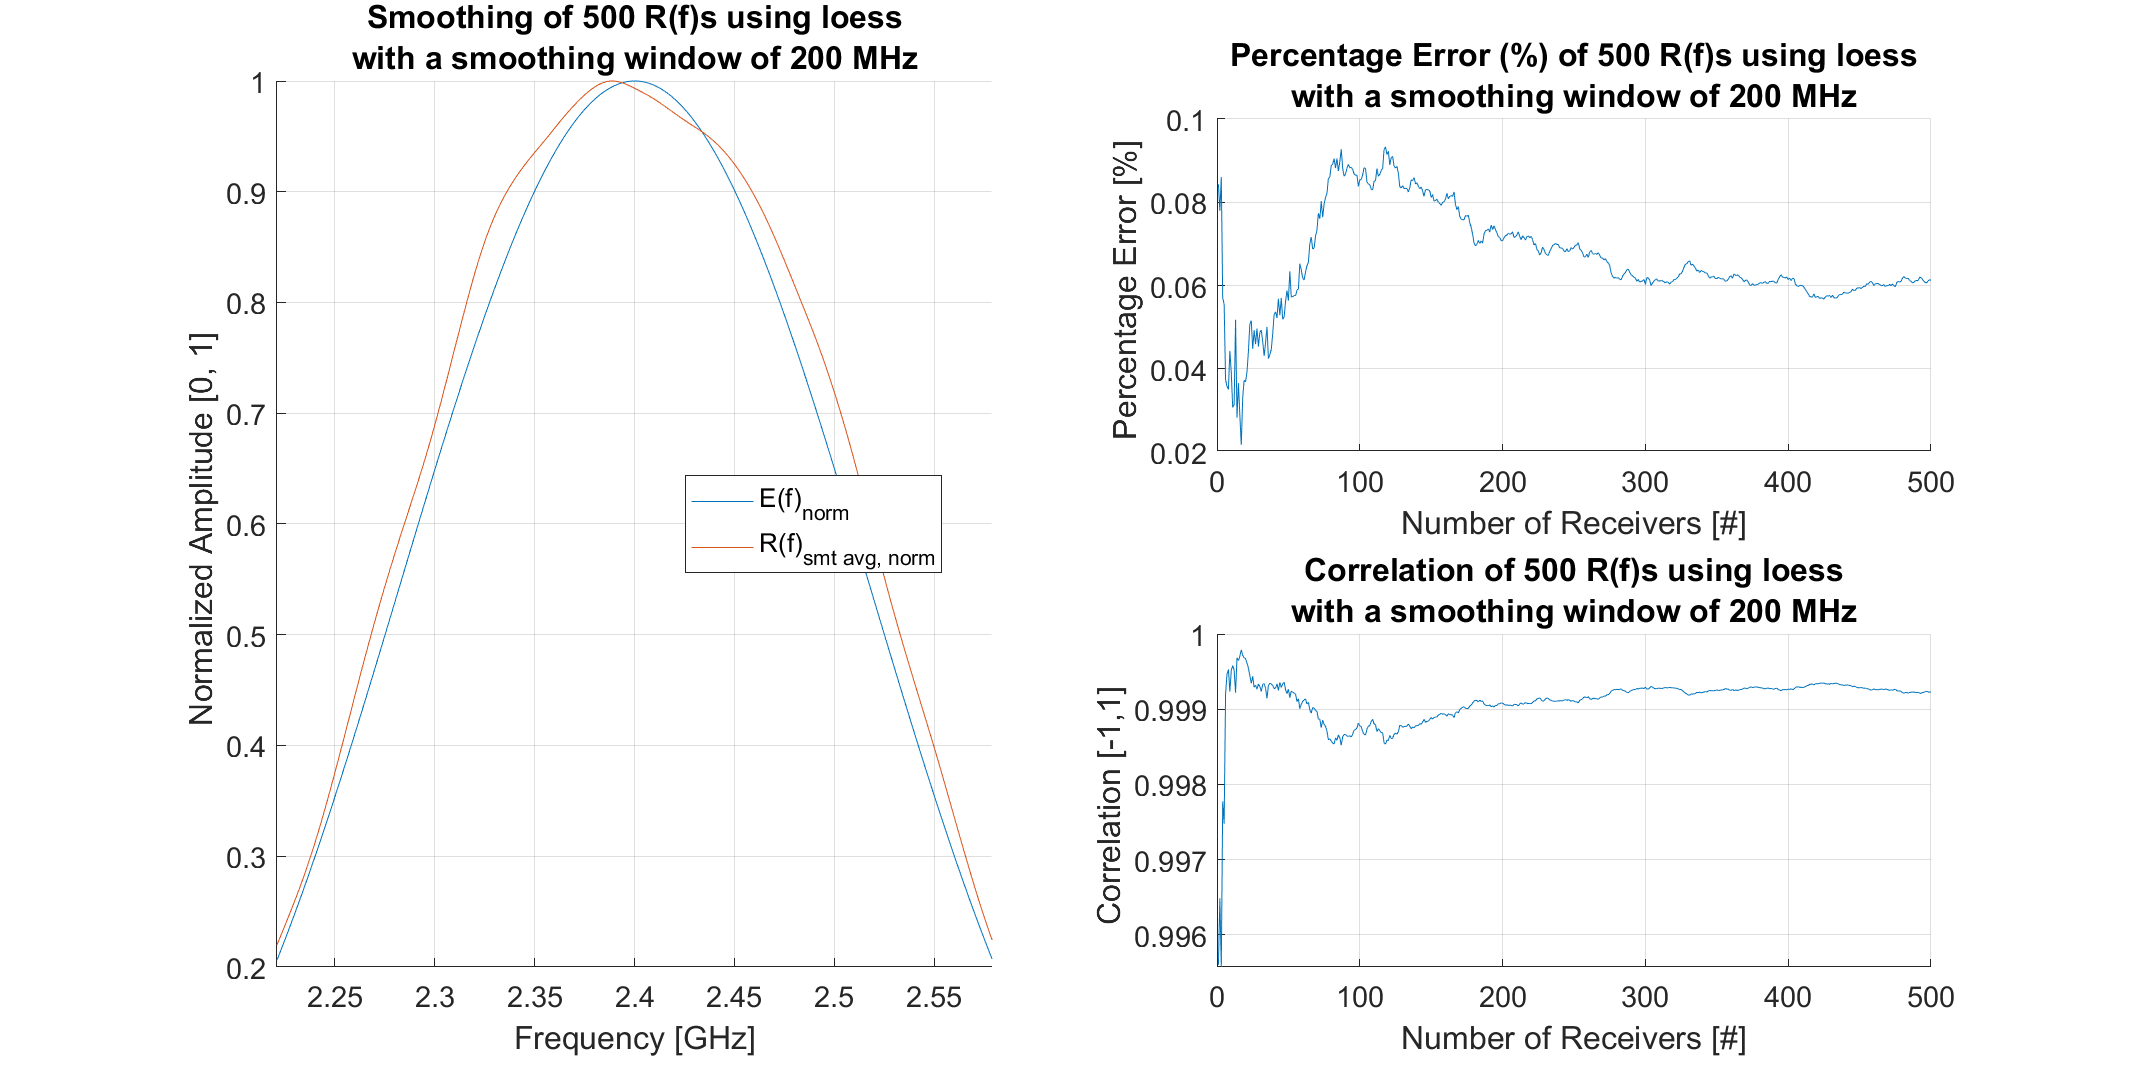 Smoothing of 500 R(f)s using loess
with a smoothing window of 200 MHz
1
0.9
0.8
0.7
0.6
0.5
0.4
0.3
0.2
Normalized Amplitude [0, 1]
2.25 2.3 2.35 2.4 2.45 2.5 2.55
Frequency [GHz]
E(f)norm
R(f)smt avg, norm
Percentage Error (%) of 500 R(f)s using loess
with a smoothing window of 200 MHz
0.1
0.08
0.06
0.04
0.02
Percentage Error [%]
0 100 200 300 400 500
Number of Receivers [#]
Correlation of 500 R(f)s using loess
with a smoothing window of 200 MHz
1
0.999
0.998
0.997
0.996
Correlation [-1,1]
0 100 200 300 400 500
Number of Receivers [#]